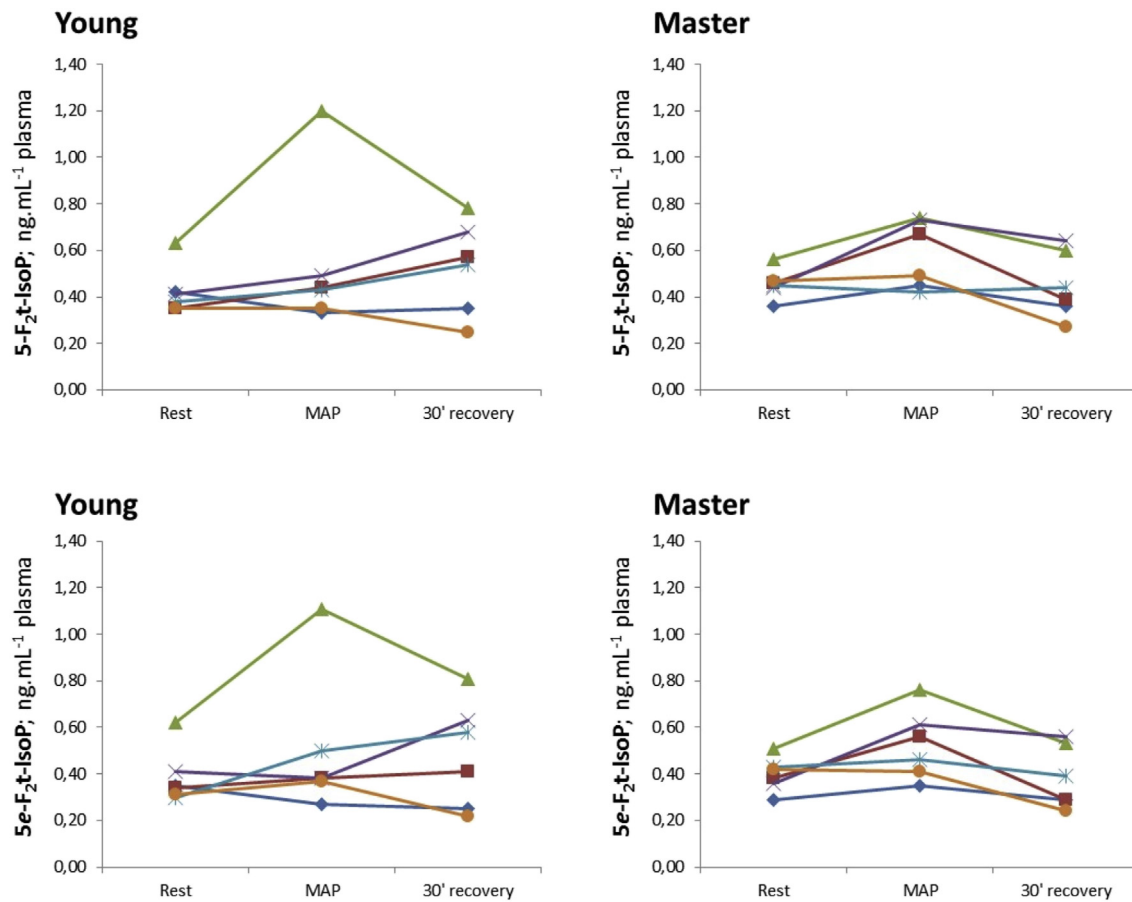 Young
1,40
1,20
1,00
0,80
0,60
0,40
0,20
0,00
5-F₂t-IsoP; ng.mL⁻¹ plasma
Rest MAP 30' recovery
Master
1,40
1,20
1,00
0,80
0,60
0,40
0,20
0,00
5-F₂t-IsoP; ng.mL⁻¹ plasma
Rest MAP 30' recovery
Young
1,40
1,20
1,00
0,80
0,60
0,40
0,20
0,00
5e-F₂t-IsoP; ng.mL⁻¹ plasma
Rest MAP 30' recovery
Master
1,40
1,20
1,00
0,80
0,60
0,40
0,20
0,00
5e-F₂t-IsoP; ng.mL⁻¹ plasma
Rest MAP 30' recovery